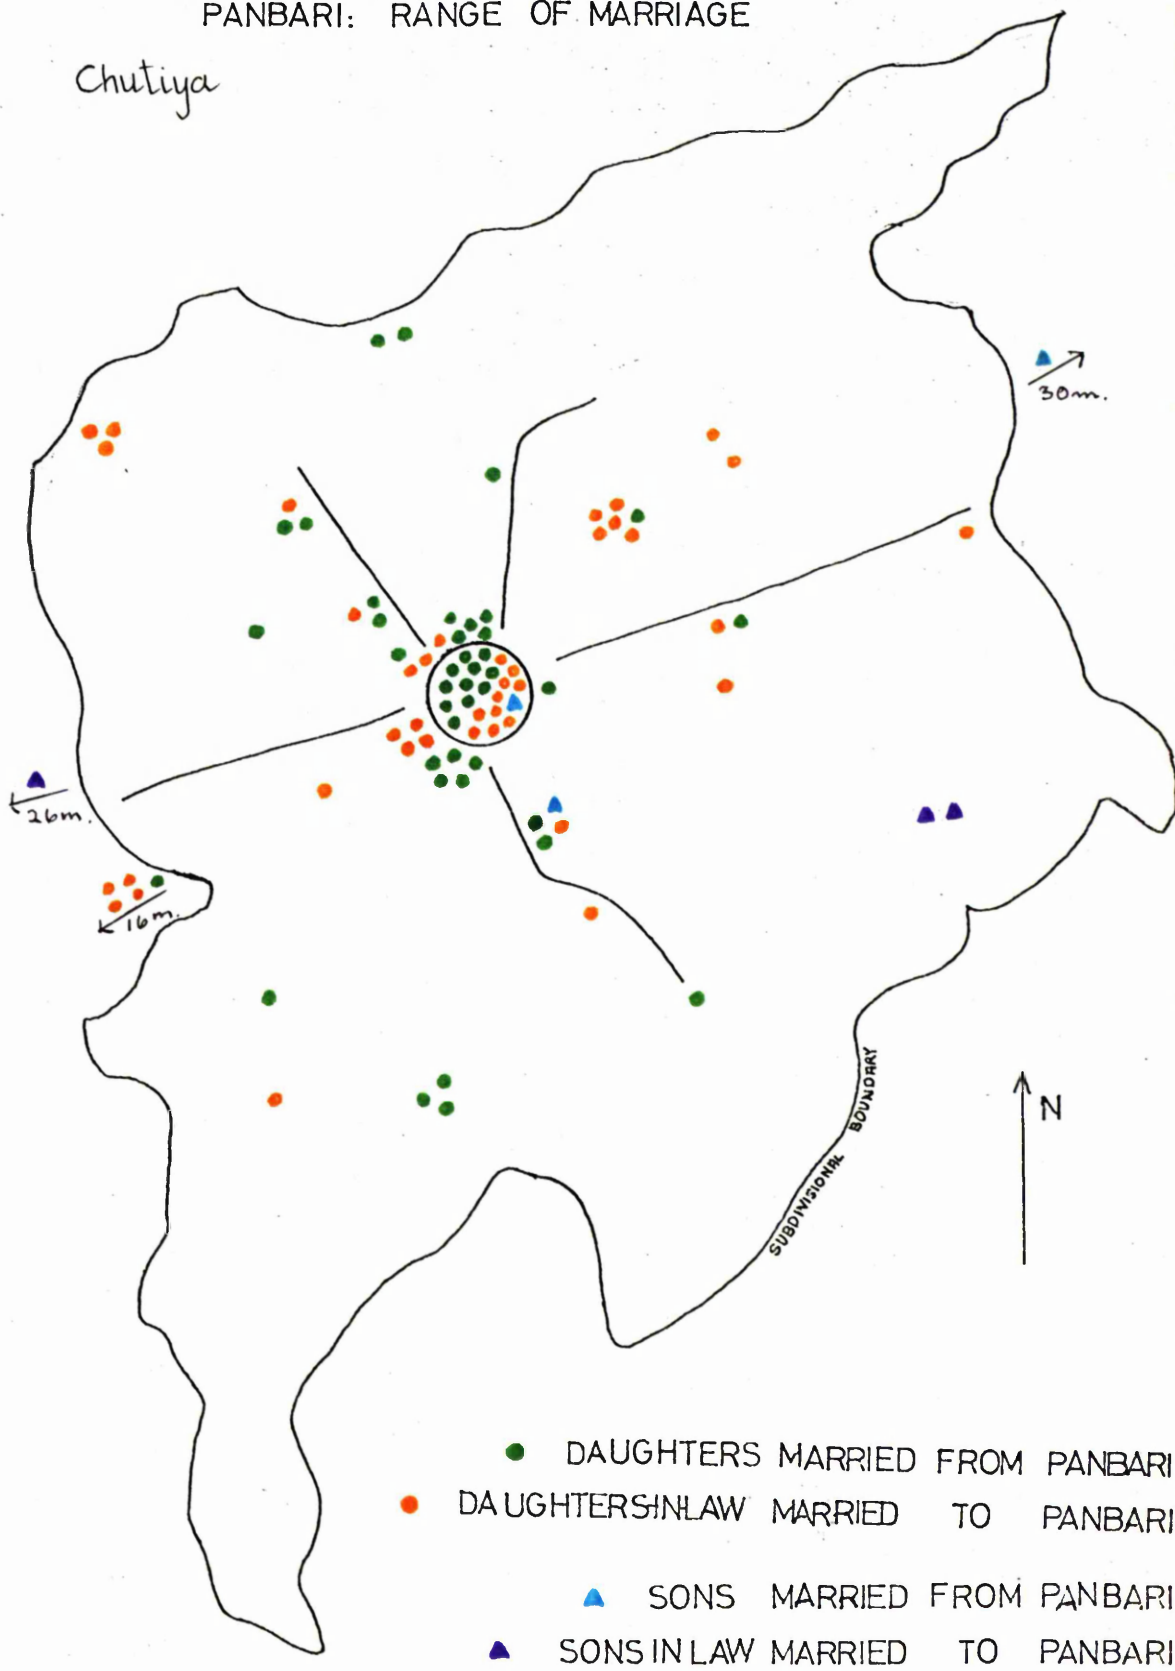 PANBARI: RANGE OF MARRIAGE
Chutiya
30m.
26m.
16m.
SUBDIVISIONAL BOUNDARY
N
DAUGHTERS MARRIED FROM PANBARI
DAUGHTERSINLAW MARRIED TO PANBARI
SONS MARRIED FROM PANBARI
SONS IN LAW MARRIED TO PANBARI